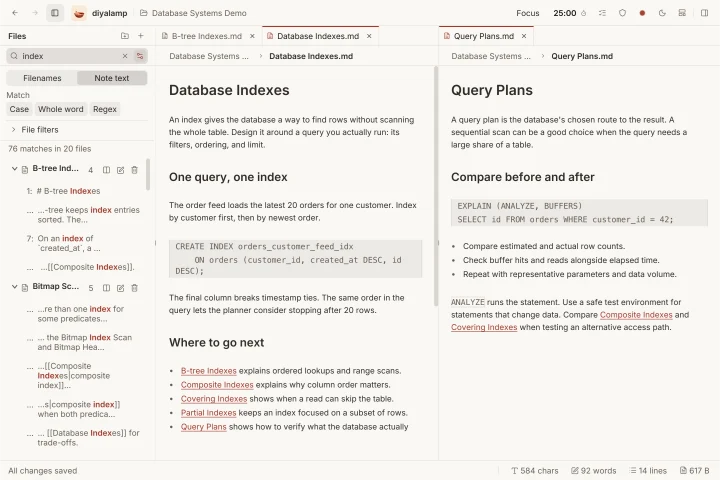 diyalamp
Database Systems Demo
Focus
25:00
Files
index
Filenames
Note text
Match
Case
Whole word
Regex
File filters
76 matches in 20 files
B-tree Ind...
4
1: # B-tree Indexes
... ...-tree keeps index entries
sorted. The...
7: On an index of
`created_at`, a ...
... ...[[Composite Indexes]].
Bitmap Sc...
5
... ...re than one index for
some predicates...
... ... the Bitmap Index Scan
and Bitmap Hea...
... ...[[Composite
Indexes|composite
index]]...
... ...s|composite index]]
when both predica...
... ... [[Database Indexes]] for
trade-offs.
B-tree Indexes.md
Database Indexes.md
Database Systems ... › Database Indexes.md
Database Indexes
An index gives the database a way to find rows without scanning
the whole table. Design it around a query you actually run: its
filters, ordering, and limit.
One query, one index
The order feed loads the latest 20 orders for one customer. Index
by customer first, then by newest order.
CREATE INDEX orders_customer_feed_idx
ON orders (customer_id, created_at DESC, id
DESC);
The final column breaks timestamp ties. The same order in the
query lets the planner consider stopping after 20 rows.
Where to go next
• B-tree Indexes explains ordered lookups and range scans.
• Composite Indexes explains why column order matters.
• Covering Indexes shows when a read can skip the table.
• Partial Indexes keeps an index focused on a subset of rows.
• Query Plans shows how to verify what the database actually
Query Plans.md
Database Systems ... › Query Plans.md
Query Plans
A query plan is the database's chosen route to the result. A
sequential scan can be a good choice when the query needs a
large share of a table.
Compare before and after
EXPLAIN (ANALYZE, BUFFERS)
SELECT id FROM orders WHERE customer_id = 42;
• Compare estimated and actual row counts.
• Check buffer hits and reads alongside elapsed time.
• Repeat with representative parameters and data volume.
ANALYZE runs the statement. Use a safe test environment for
statements that change data. Compare Composite Indexes and
Covering Indexes when testing an alternative access path.
All changes saved
584 chars
92 words
14 lines
617 B